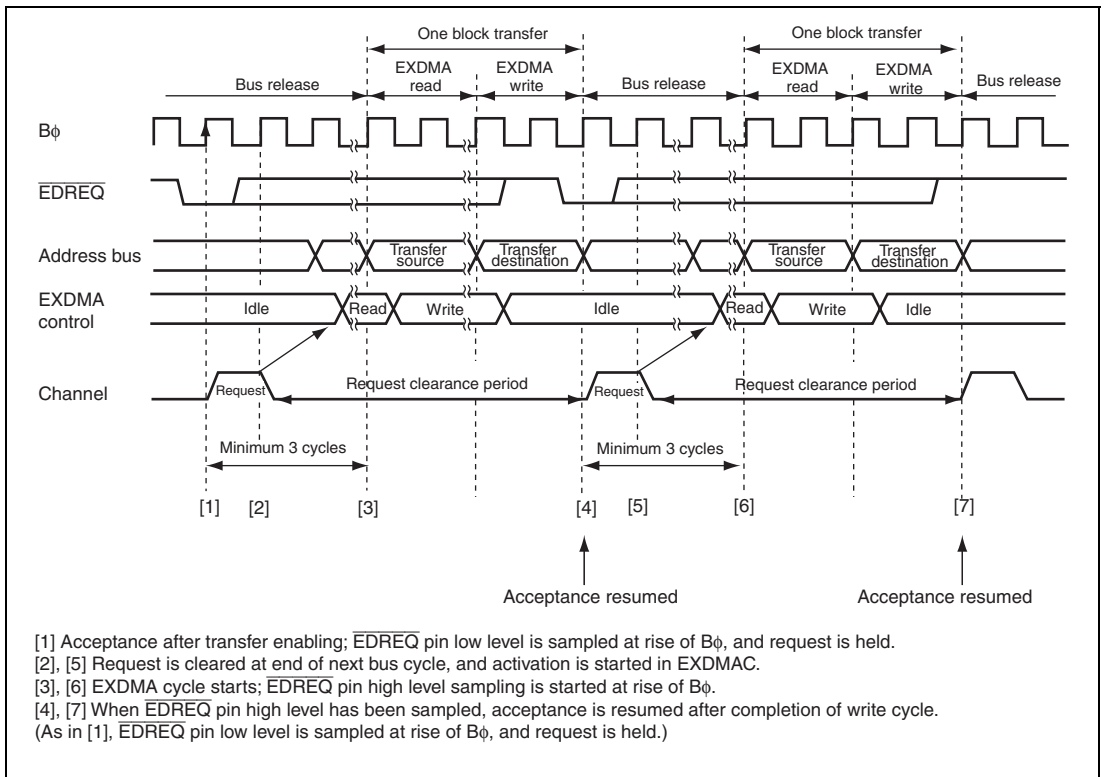 One block transfer One block transfer
Bus release EXDMA read EXDMA write Bus release EXDMA read EXDMA write Bus release
Bϕ
EDREQ
Address bus Transfer source Transfer destination Transfer source Transfer destination
EXDMA control Idle Read Write Idle Read Write Idle
Channel Request Request clearance period Request Request clearance period
Minimum 3 cycles Minimum 3 cycles
[1] [2] [3] [4] [5] [6] [7]
Acceptance resumed Acceptance resumed
[1] Acceptance after transfer enabling; EDREQ pin low level is sampled at rise of Bϕ, and request is held.
[2], [5] Request is cleared at end of next bus cycle, and activation is started in EXDMAC.
[3], [6] EXDMA cycle starts; EDREQ pin high level sampling is started at rise of Bϕ.
[4], [7] When EDREQ pin high level has been sampled, acceptance is resumed after completion of write cycle.
(As in [1], EDREQ pin low level is sampled at rise of Bϕ, and request is held.)